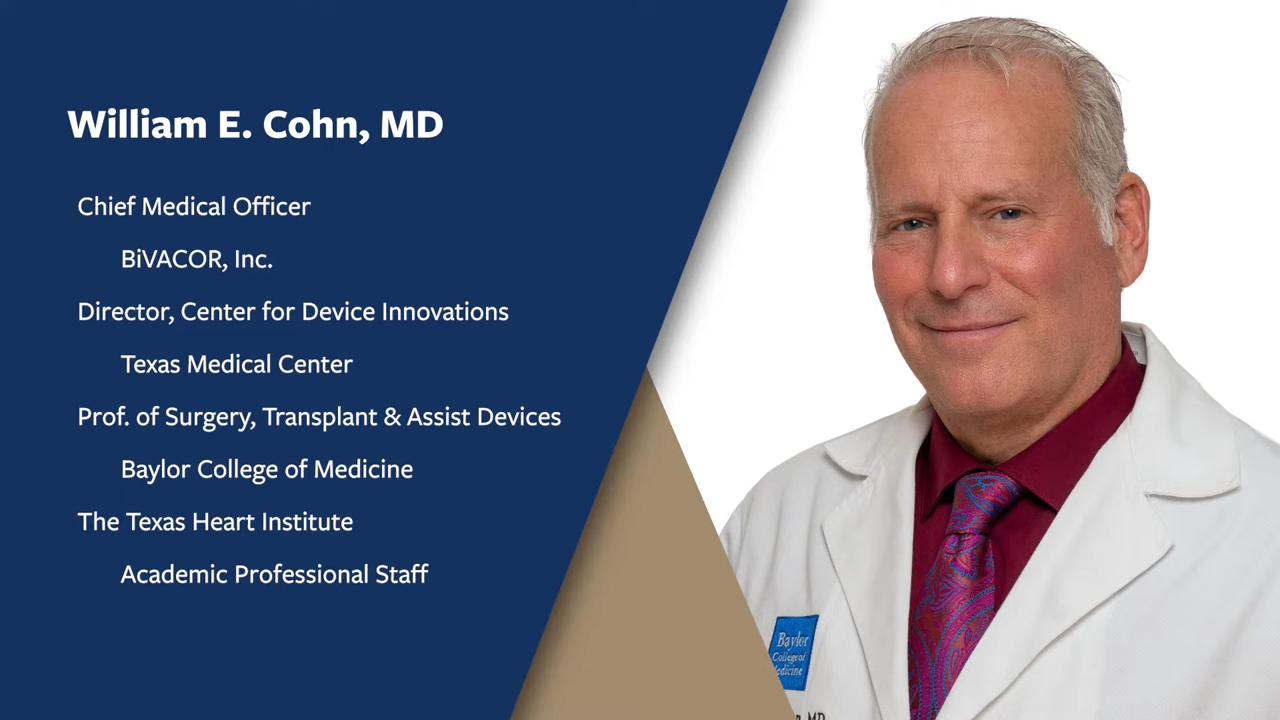 William E. Cohn, MD
Chief Medical Officer
BiVACOR, Inc.
Director, Center for Device Innovations
Texas Medical Center
Prof. of Surgery, Transplant & Assist Devices
Baylor College of Medicine
The Texas Heart Institute
Academic Professional Staff
Baylor
College of
Medicine
MD